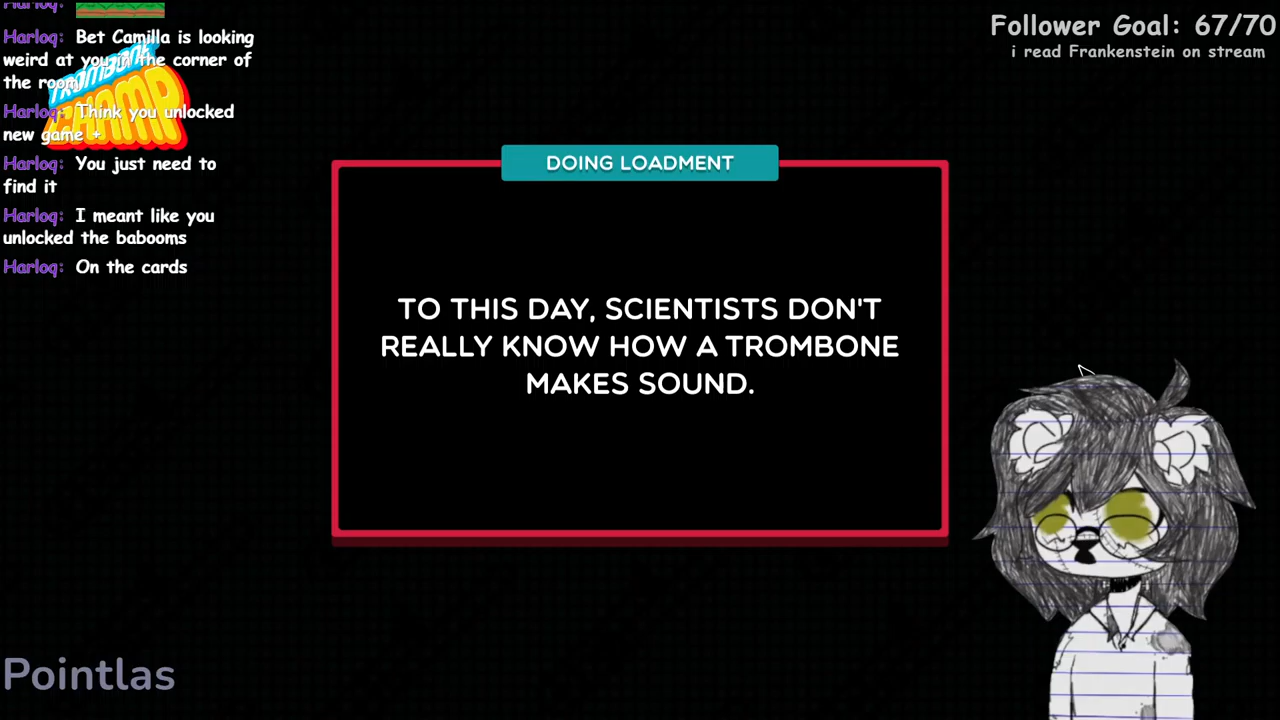 Harloq:
Harloq: Bet Camilla is looking
weird at you in the corner of
the room
Harloq: Think you unlocked
new game +
Harloq: You just need to
find it
Harloq: I meant like you
unlocked the babooms
Harloq: On the cards
TROMBONE
CHAMP
Follower Goal: 67/70
i read Frankenstein on stream
DOING LOADMENT
TO THIS DAY, SCIENTISTS DON'T
REALLY KNOW HOW A TROMBONE
MAKES SOUND.
Pointlas